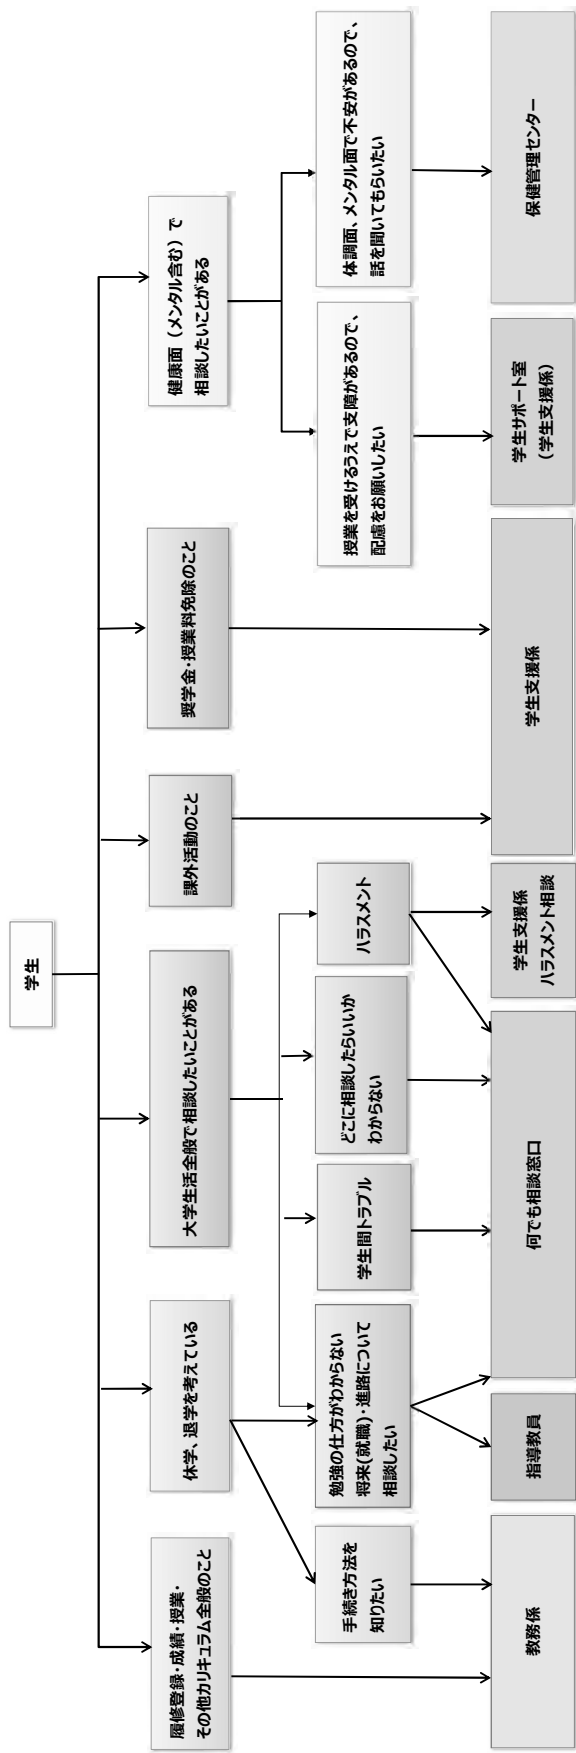 学生
履修登録・成績・授業・
その他カリキュラム全般のこと
休学、退学を考えている
大学生活全般で相談したいことがある
課外活動のこと
奨学金・授業料免除のこと
健康面（メンタル含む）で
相談したいことがある
手続き方法を
知りたい
勉強の仕方がわからない
将来(就職)・進路について
相談したい
学生間トラブル
どこに相談したらいいか
わからない
ハラスメント
授業を受けるうえで支障があるので、
配慮をお願いしたい
体調面、メンタル面で不安があるので、
話を聞いてもらいたい
教務係
指導教員
何でも相談窓口
学生支援係
ハラスメント相談
学生支援係
学生サポート室
（学生支援係）
保健管理センター